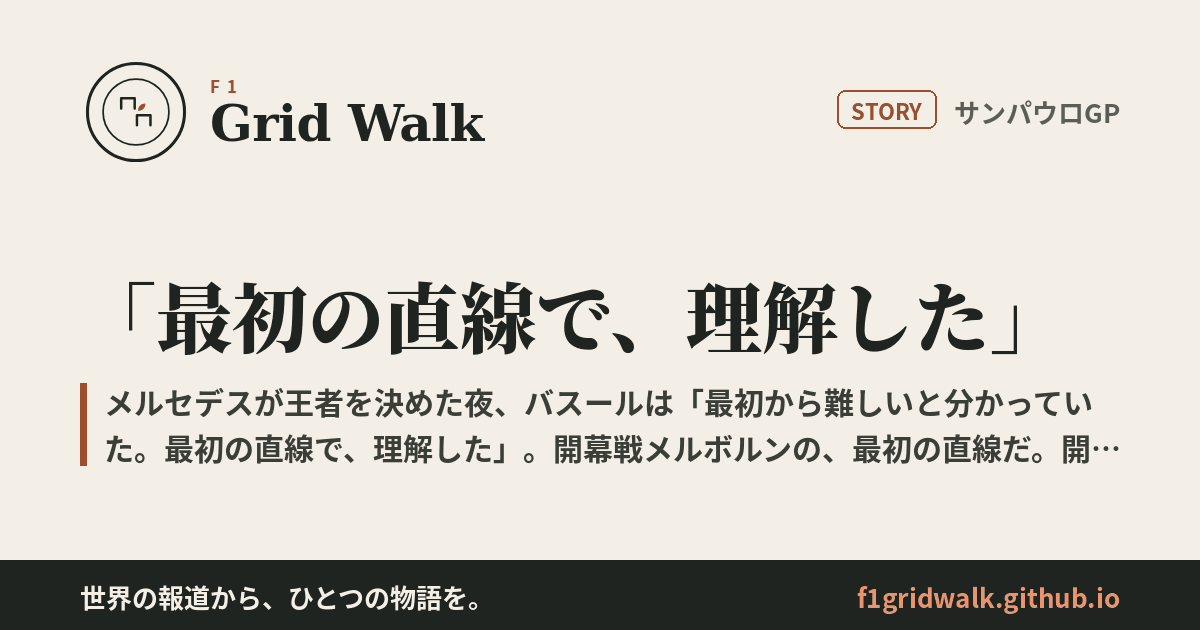 F1
Grid Walk
STORY サンパウロGP
「最初の直線で、理解した」
メルセデスが王者を決めた夜、バスールは「最初から難しいと分かってい
た。最初の直線で、理解した」。開幕戦メルボルンの、最初の直線だ。開…
世界の報道から、ひとつの物語を。
f1gridwalk.github.io